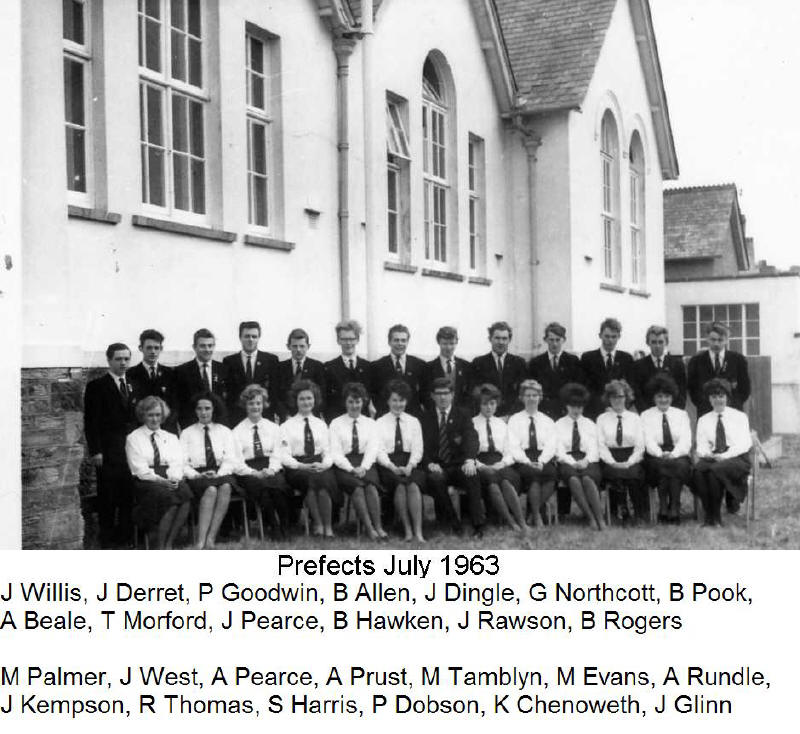 Prefects July 1963
J Willis, J Derret, P Goodwin, B Allen, J Dingle, G Northcott, B Pook,
A Beale, T Morford, J Pearce, B Hawken, J Rawson, B Rogers
M Palmer, J West, A Pearce, A Prust, M Tamblyn, M Evans, A Rundle,
J Kempson, R Thomas, S Harris, P Dobson, K Chenoweth, J Glinn